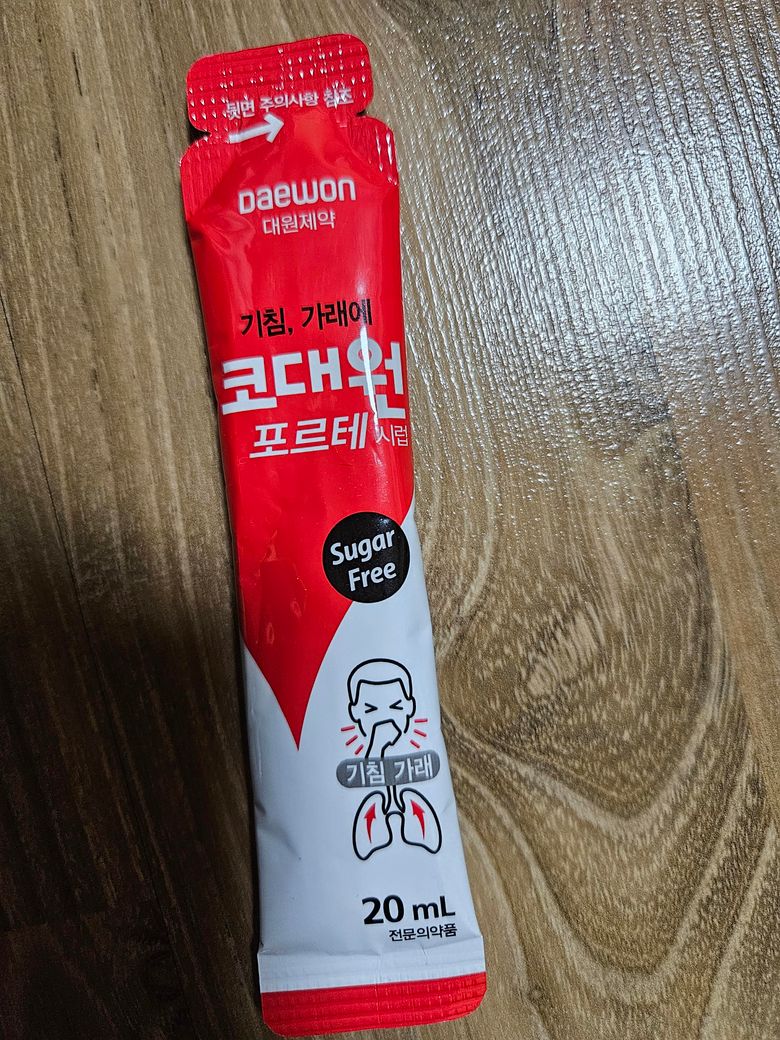 뒷면 주의사항 참조
Daewon
대원제약
기침, 가래에
코대원
포르테 시럽
Sugar
Free
기침 가래
20 mL
전문의약품